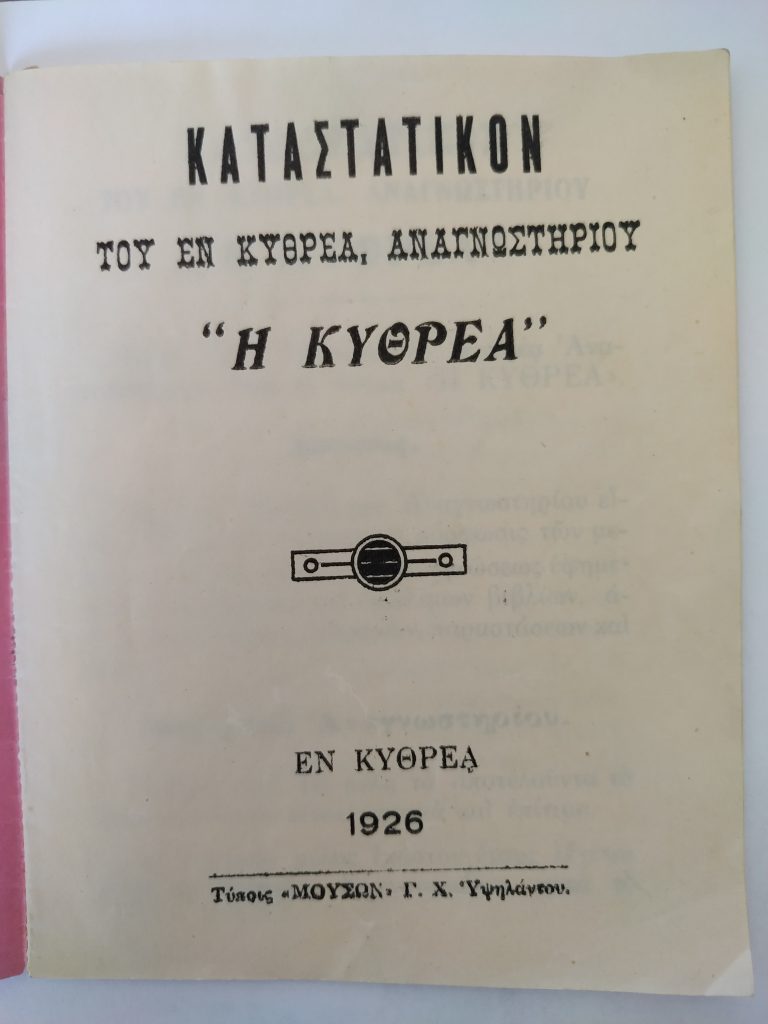 ΚΑΤΑΣΤΑΤΙΚΟΝ
ΤΟΥ ΕΝ ΚΥΘΡΕΑ, ΑΝΑΓΝΩΣΤΗΡΙΟΥ
“Η ΚΥΘΡΕΑ”
ΕΝ ΚΥΘΡΕᾼ
1926
Τύποις «ΜΟΥΣΩΝ» Γ. Χ. Ὑψηλάντου.